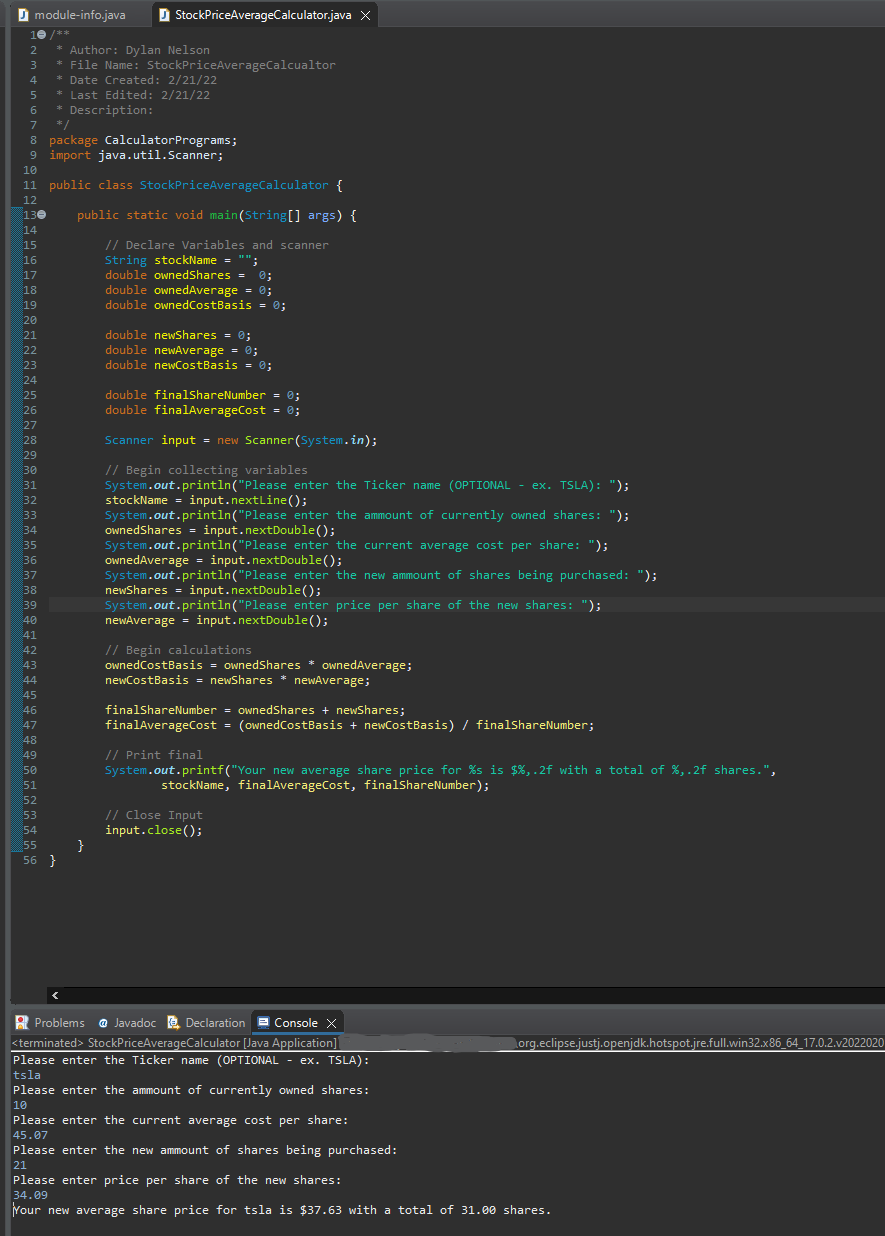 module-info.java
StockPriceAverageCalculator.java
1 /**
2  * Author: Dylan Nelson
3  * File Name: StockPriceAverageCalcualtor
4  * Date Created: 2/21/22
5  * Last Edited: 2/21/22
6  * Description:
7  */
8 package CalculatorPrograms;
9 import java.util.Scanner;
10
11 public class StockPriceAverageCalculator {
12
13     public static void main(String[] args) {
14
15         // Declare Variables and scanner
16         String stockName = "";
17         double ownedShares =  0;
18         double ownedAverage = 0;
19         double ownedCostBasis = 0;
20
21         double newShares = 0;
22         double newAverage = 0;
23         double newCostBasis = 0;
24
25         double finalShareNumber = 0;
26         double finalAverageCost = 0;
27
28         Scanner input = new Scanner(System.in);
29
30         // Begin collecting variables
31         System.out.println("Please enter the Ticker name (OPTIONAL - ex. TSLA): ");
32         stockName = input.nextLine();
33         System.out.println("Please enter the ammount of currently owned shares: ");
34         ownedShares = input.nextDouble();
35         System.out.println("Please enter the current average cost per share: ");
36         ownedAverage = input.nextDouble();
37         System.out.println("Please enter the new ammount of shares being purchased: ");
38         newShares = input.nextDouble();
39         System.out.println("Please enter price per share of the new shares: ");
40         newAverage = input.nextDouble();
41
42         // Begin calculations
43         ownedCostBasis = ownedShares * ownedAverage;
44         newCostBasis = newShares * newAverage;
45
46         finalShareNumber = ownedShares + newShares;
47         finalAverageCost = (ownedCostBasis + newCostBasis) / finalShareNumber;
48
49         // Print final
50         System.out.printf("Your new average share price for %s is $%,.2f with a total of %,.2f shares.",
51                 stockName, finalAverageCost, finalShareNumber);
52
53         // Close Input
54         input.close();
55     }
56 }
Problems Javadoc Declaration Console
<terminated> StockPriceAverageCalculator [Java Application] org.eclipse.justj.openjdk.hotspot.jre.full.win32.x86_64_17.0.2.v2022020
Please enter the Ticker name (OPTIONAL - ex. TSLA):
tsla
Please enter the ammount of currently owned shares:
10
Please enter the current average cost per share:
45.07
Please enter the new ammount of shares being purchased:
21
Please enter price per share of the new shares:
34.09
Your new average share price for tsla is $37.63 with a total of 31.00 shares.